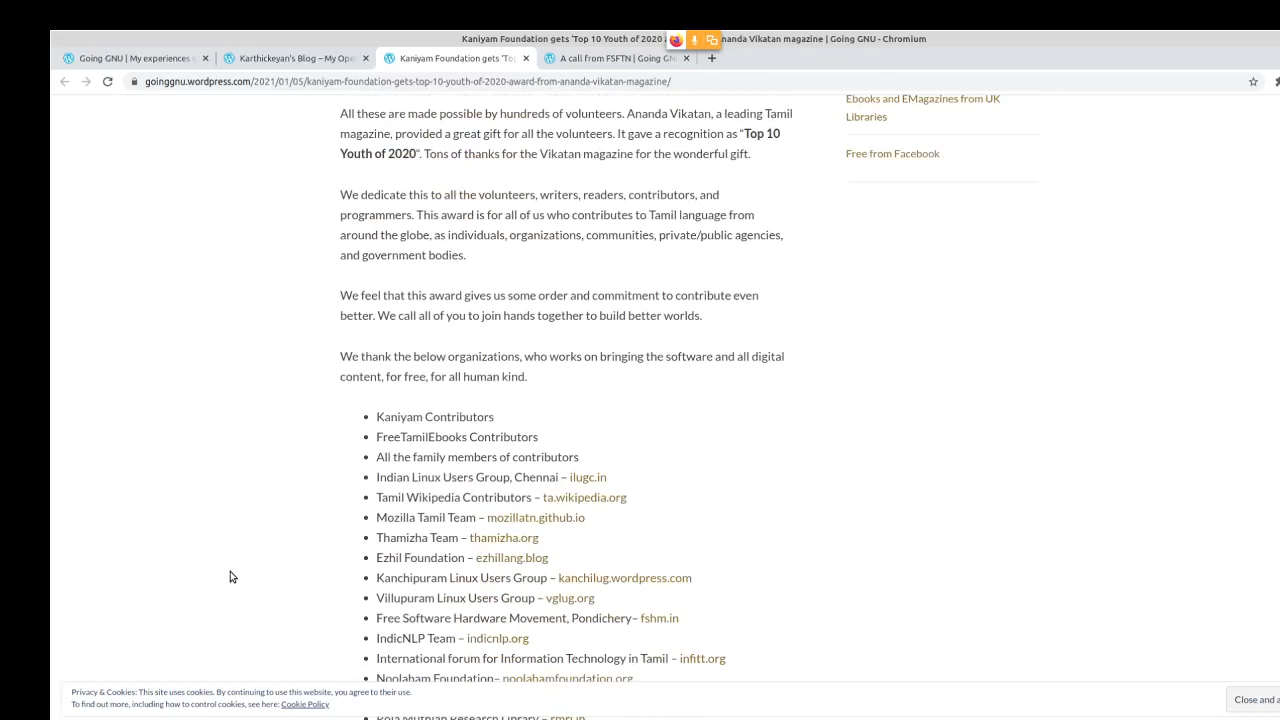 Kaniyam Foundation gets 'Top 10 Youth of 2020 nanda Vikatan magazine | Going GNU - Chromium
Going GNU | My experiences
Karthickeyan's Blog – My Ope
Kaniyam Foundation gets 'To
A call from FSFTN | Going GN
goinggnu.wordpress.com/2021/01/05/kaniyam-foundation-gets-top-10-youth-of-2020-award-from-ananda-vikatan-magazine/
All these are made possible by hundreds of volunteers. Ananda Vikatan, a leading Tamil
magazine, provided a great gift for all the volunteers. It gave a recognition as “Top 10
Youth of 2020“. Tons of thanks for the Vikatan magazine for the wonderful gift.
We dedicate this to all the volunteers, writers, readers, contributors, and
programmers. This award is for all of us who contributes to Tamil language from
around the globe, as individuals, organizations, communities, private/public agencies,
and government bodies.
We feel that this award gives us some order and commitment to contribute even
better. We call all of you to join hands together to build better worlds.
We thank the below organizations, who works on bringing the software and all digital
content, for free, for all human kind.
• Kaniyam Contributors
• FreeTamilEbooks Contributors
• All the family members of contributors
• Indian Linux Users Group, Chennai – ilugc.in
• Tamil Wikipedia Contributors – ta.wikipedia.org
• Mozilla Tamil Team – mozillatn.github.io
• Thamizha Team – thamizha.org
• Ezhil Foundation – ezhillang.blog
• Kanchipuram Linux Users Group – kanchilug.wordpress.com
• Villupuram Linux Users Group – vglug.org
• Free Software Hardware Movement, Pondichery– fshm.in
• IndicNLP Team – indicnlp.org
• International forum for Information Technology in Tamil – infitt.org
• Noolaham Foundation– noolahamfoundation.org
• Roja Muthiah Research Library – rmrl.in
Ebooks and EMagazines from UK
Libraries
Free from Facebook
Privacy & Cookies: This site uses cookies. By continuing to use this website, you agree to their use.
To find out more, including how to control cookies, see here: Cookie Policy
Close and a